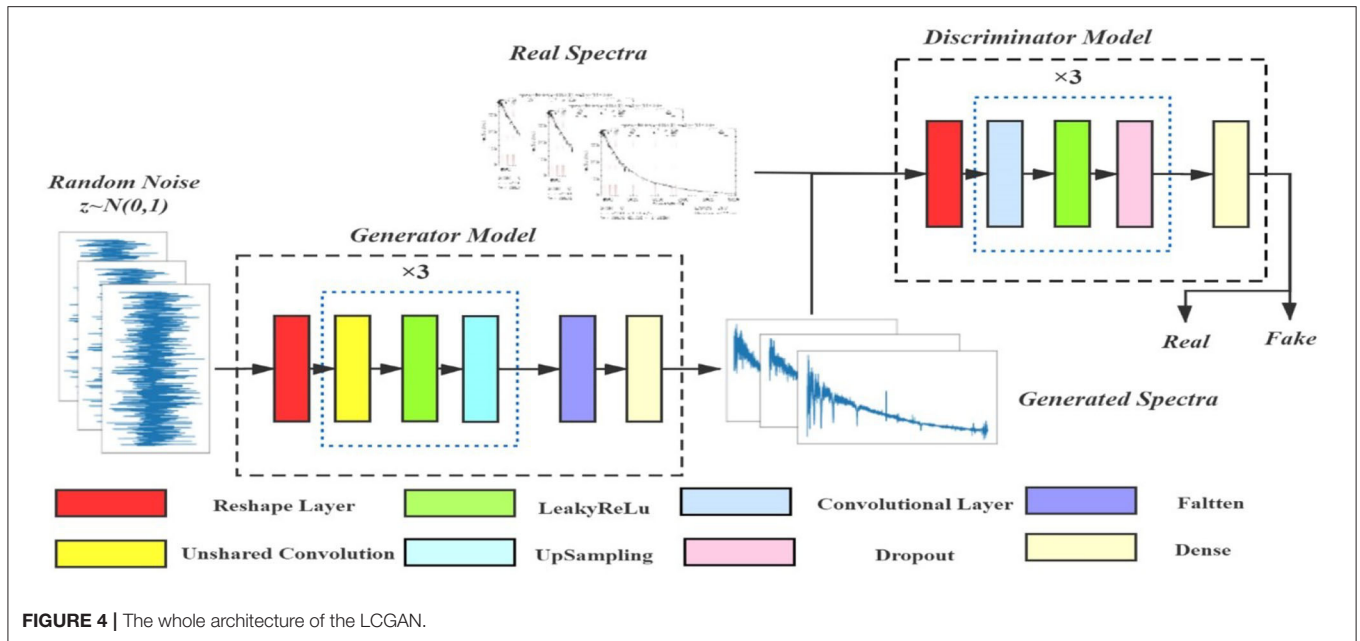 Discriminator Model
×3
Real Spectra
Random Noise
z~N(0,1)
Generator Model
×3
Real
Fake
Generated Spectra
Reshape Layer
LeakyReLu
Convolutional Layer
Faltten
Unshared Convolution
UpSampling
Dropout
Dense
FIGURE 4 | The whole architecture of the LCGAN.